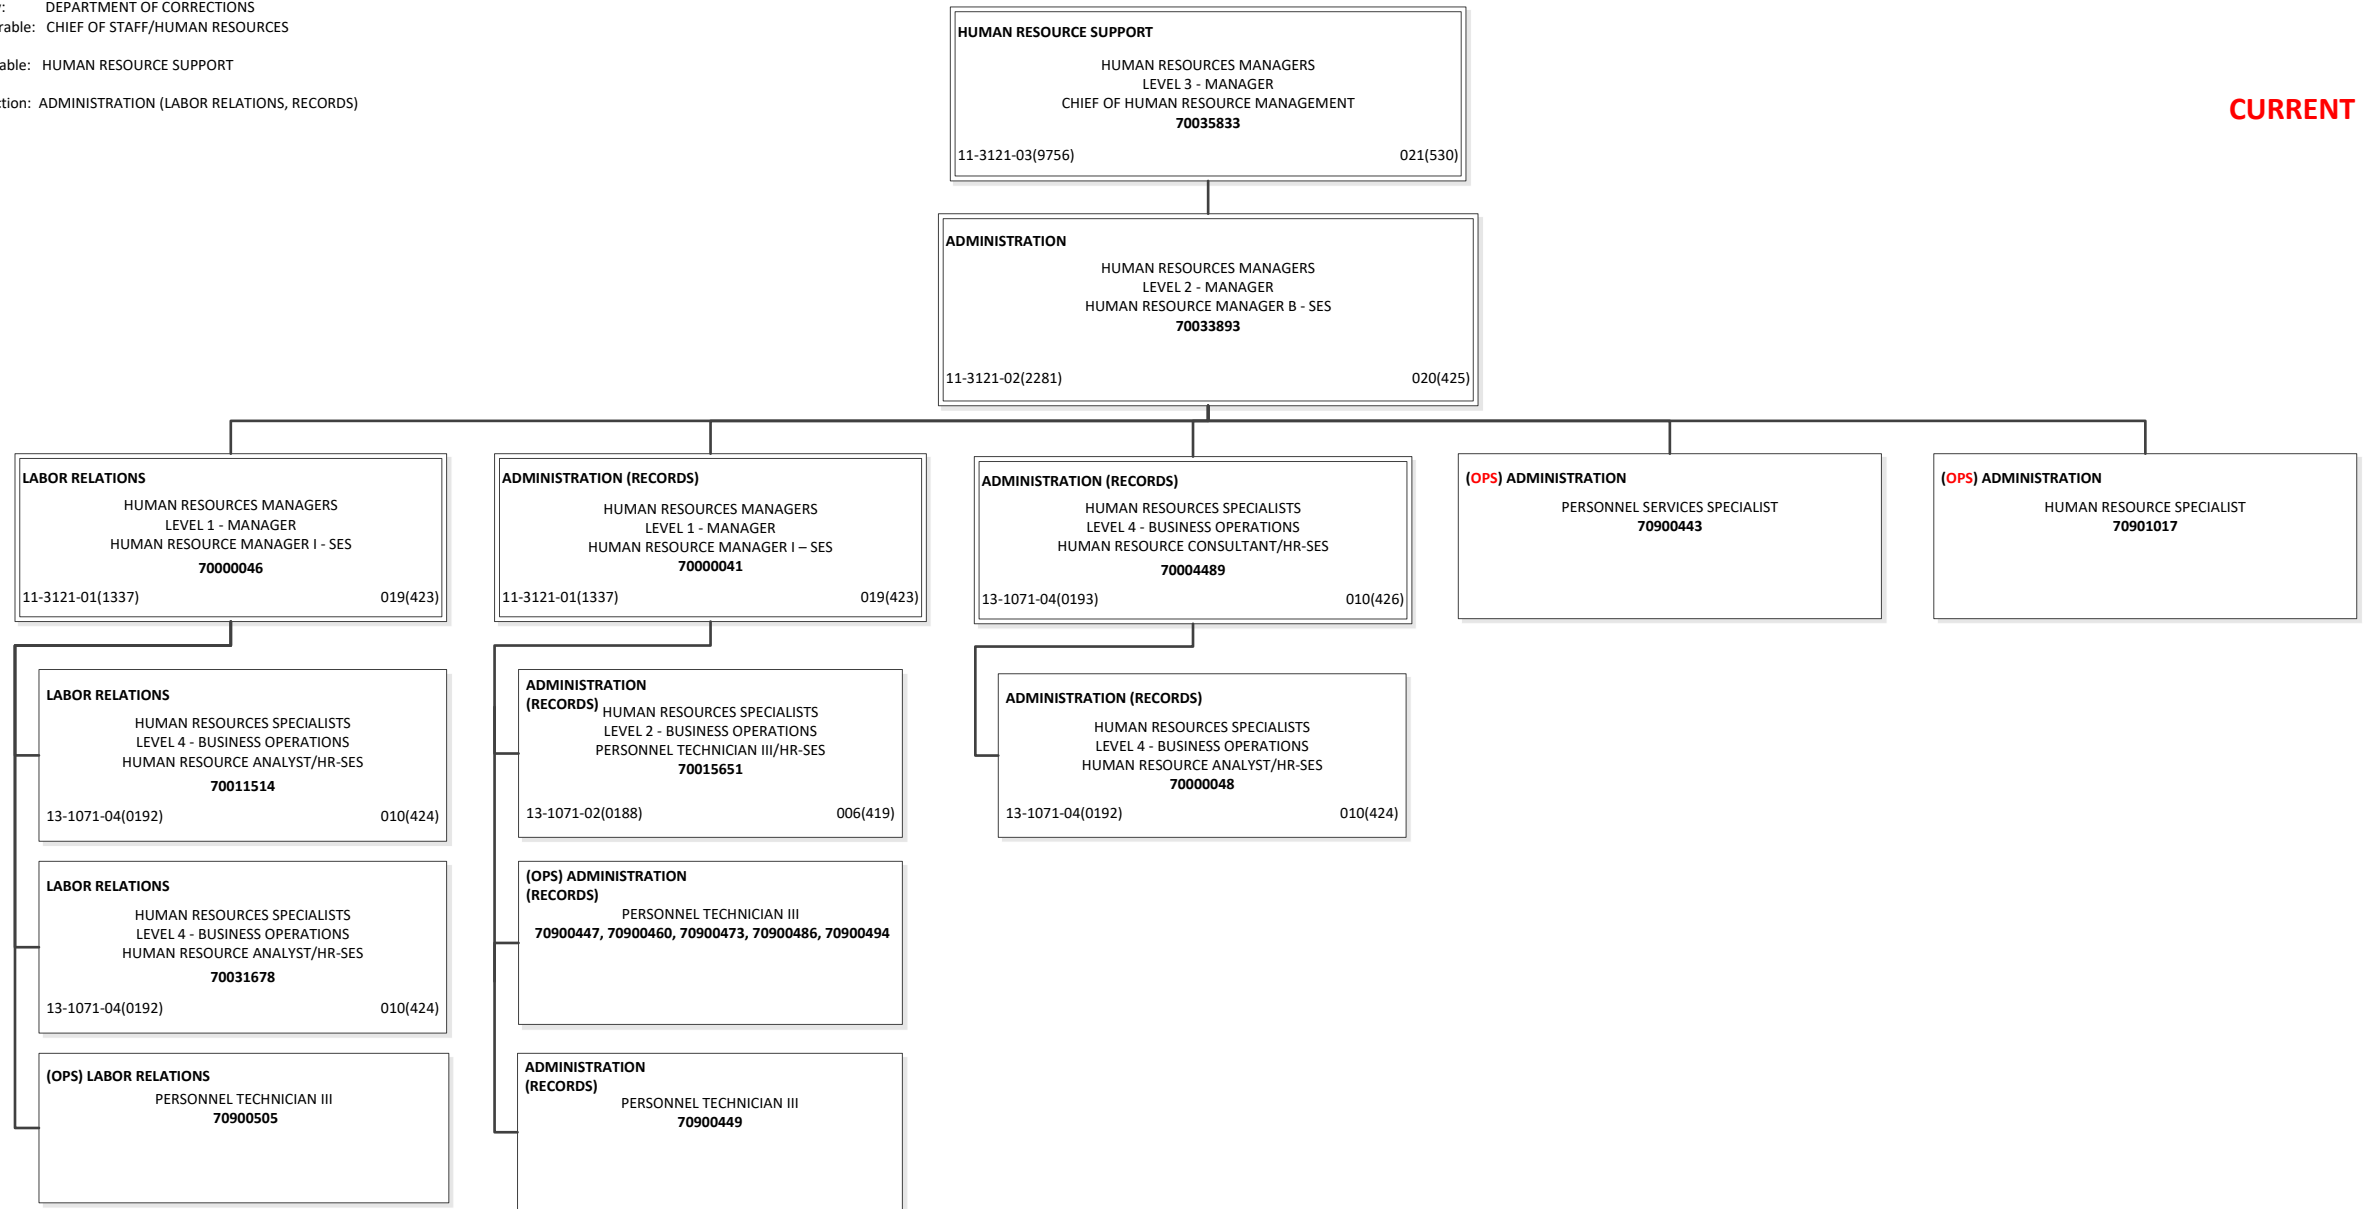 DEPARTMENT OF CORRECTIONS
rable: CHIEF OF STAFF/HUMAN RESOURCES
able: HUMAN RESOURCE SUPPORT
ction: ADMINISTRATION (LABOR RELATIONS, RECORDS)
CURRENT
HUMAN RESOURCE SUPPORT
HUMAN RESOURCES MANAGERS
LEVEL 3 - MANAGER
CHIEF OF HUMAN RESOURCE MANAGEMENT
70035833
11-3121-03(9756) 021(530)
ADMINISTRATION
HUMAN RESOURCES MANAGERS
LEVEL 2 - MANAGER
HUMAN RESOURCE MANAGER B - SES
70033893
11-3121-02(2281) 020(425)
LABOR RELATIONS
HUMAN RESOURCES MANAGERS
LEVEL 1 - MANAGER
HUMAN RESOURCE MANAGER I - SES
70000046
11-3121-01(1337) 019(423)
ADMINISTRATION (RECORDS)
HUMAN RESOURCES MANAGERS
LEVEL 1 - MANAGER
HUMAN RESOURCE MANAGER I – SES
70000041
11-3121-01(1337) 019(423)
ADMINISTRATION (RECORDS)
HUMAN RESOURCES SPECIALISTS
LEVEL 4 - BUSINESS OPERATIONS
HUMAN RESOURCE CONSULTANT/HR-SES
70004489
13-1071-04(0193) 010(426)
(OPS) ADMINISTRATION
PERSONNEL SERVICES SPECIALIST
70900443
(OPS) ADMINISTRATION
HUMAN RESOURCE SPECIALIST
70901017
LABOR RELATIONS
HUMAN RESOURCES SPECIALISTS
LEVEL 4 - BUSINESS OPERATIONS
HUMAN RESOURCE ANALYST/HR-SES
70011514
13-1071-04(0192) 010(424)
LABOR RELATIONS
HUMAN RESOURCES SPECIALISTS
LEVEL 4 - BUSINESS OPERATIONS
HUMAN RESOURCE ANALYST/HR-SES
70031678
13-1071-04(0192) 010(424)
(OPS) LABOR RELATIONS
PERSONNEL TECHNICIAN III
70900505
ADMINISTRATION
(RECORDS)
HUMAN RESOURCES SPECIALISTS
LEVEL 2 - BUSINESS OPERATIONS
PERSONNEL TECHNICIAN III/HR-SES
70015651
13-1071-02(0188) 006(419)
(OPS) ADMINISTRATION
(RECORDS)
PERSONNEL TECHNICIAN III
70900447, 70900460, 70900473, 70900486, 70900494
ADMINISTRATION
(RECORDS)
PERSONNEL TECHNICIAN III
70900449
ADMINISTRATION (RECORDS)
HUMAN RESOURCES SPECIALISTS
LEVEL 4 - BUSINESS OPERATIONS
HUMAN RESOURCE ANALYST/HR-SES
70000048
13-1071-04(0192) 010(424)